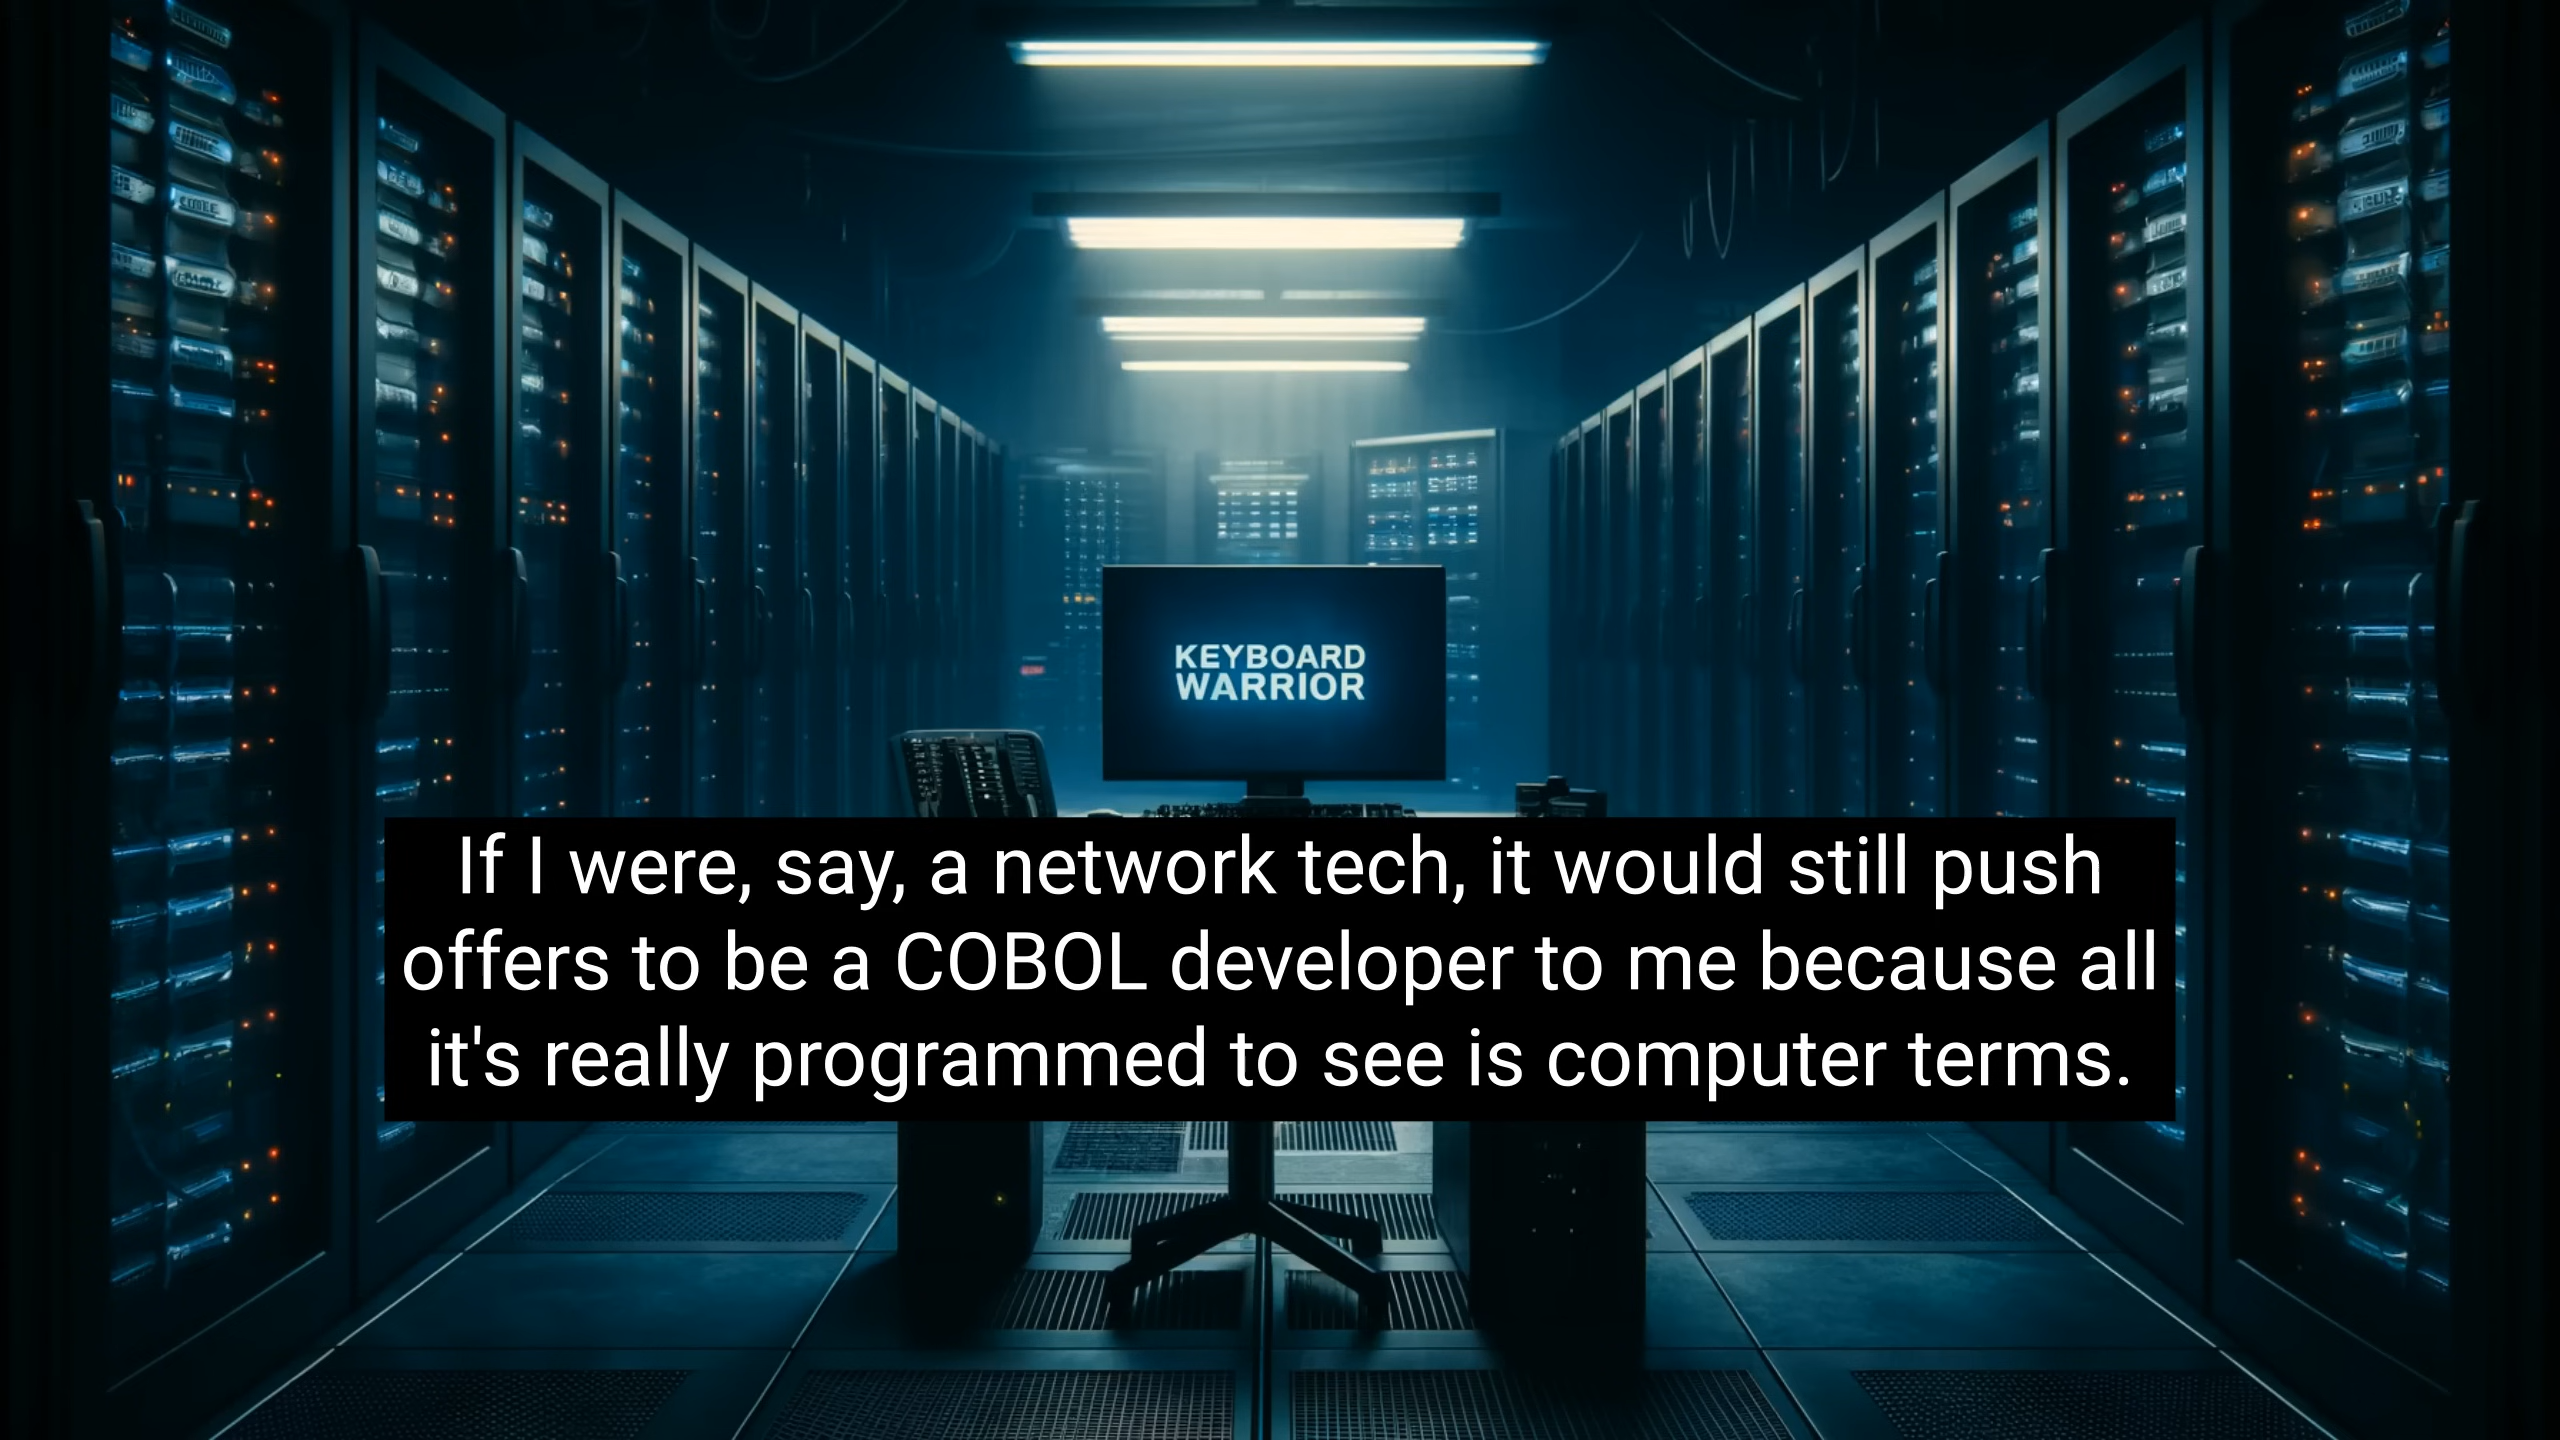 KEYBOARD
WARRIOR
If I were, say, a network tech, it would still push
offers to be a COBOL developer to me because all
it's really programmed to see is computer terms.